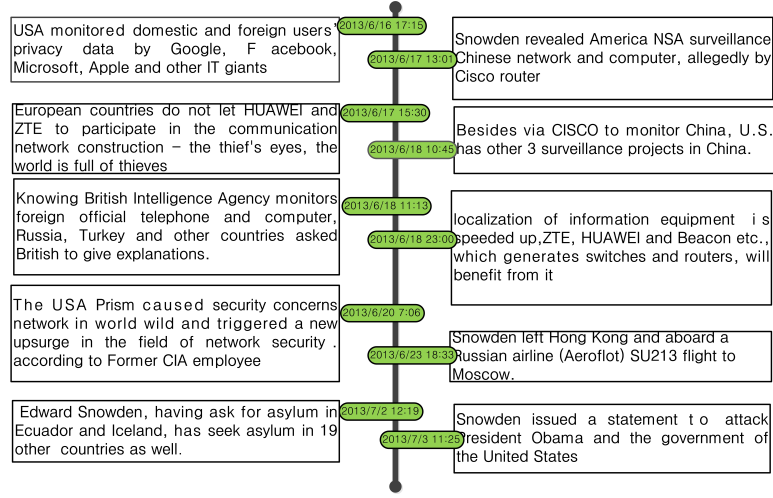 USA monitored domestic and foreign users'
privacy data by Google, F acebook,
Microsoft, Apple and other IT giants
2013/6/16 17:15
Snowden revealed America NSA surveillance
Chinese network and computer, allegedly by
Cisco router
2013/6/17 13:01
European countries do not let HUAWEI and
ZTE to participate in the communication
network construction – the thief's eyes, the
world is full of thieves
2013/6/17 15:30
Besides via CISCO to monitor China, U.S.
has other 3 surveillance projects in China.
2013/6/18 10:45
Knowing British Intelligence Agency monitors
foreign official telephone and computer,
Russia, Turkey and other countries asked
British to give explanations.
2013/6/18 11:13
localization of information equipment i s
speeded up,ZTE, HUAWEI and Beacon etc.,
which generates switches and routers, will
benefit from it
2013/6/18 23:00
The USA Prism caused security concerns
network in world wild and triggered a new
upsurge in the field of network security .
according to Former CIA employee
2013/6/20 7:06
Snowden left Hong Kong and aboard a
Russian airline (Aeroflot) SU213 flight to
Moscow.
2013/6/23 18:33
Edward Snowden, having ask for asylum in
Ecuador and Iceland, has seek asylum in 19
other countries as well.
2013/7/2 12:19
Snowden issued a statement t o attack
President Obama and the government of
the United States
2013/7/3 11:25